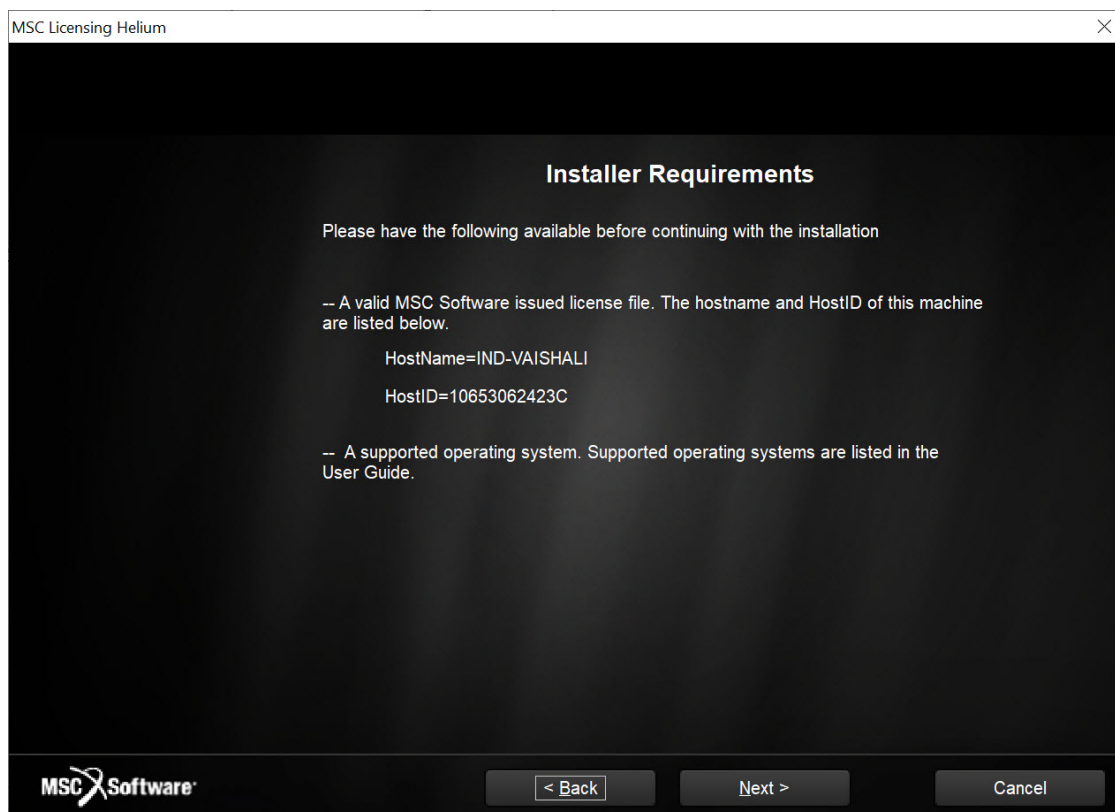 MSC Licensing Helium
Installer Requirements
Please have the following available before continuing with the installation
-- A valid MSC Software issued license file. The hostname and HostID of this machine
are listed below.
HostName=IND-VAISHALI
HostID=10653062423C
-- A supported operating system. Supported operating systems are listed in the
User Guide.
MSC Software
< Back
Next >
Cancel